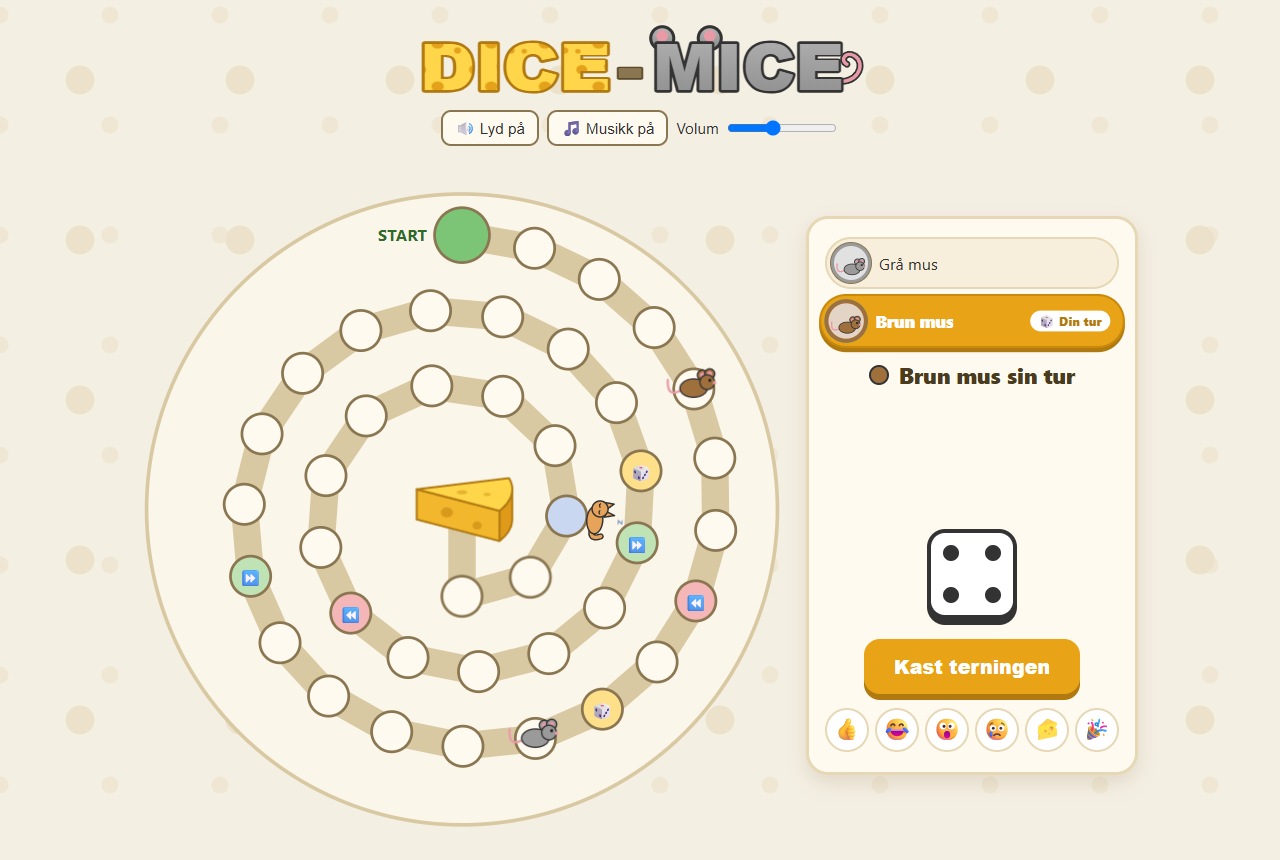 DICE-MICE
Lyd på
Musikk på
Volum
START
Grå mus
Brun mus
Din tur
Brun mus sin tur
z
Kast terningen